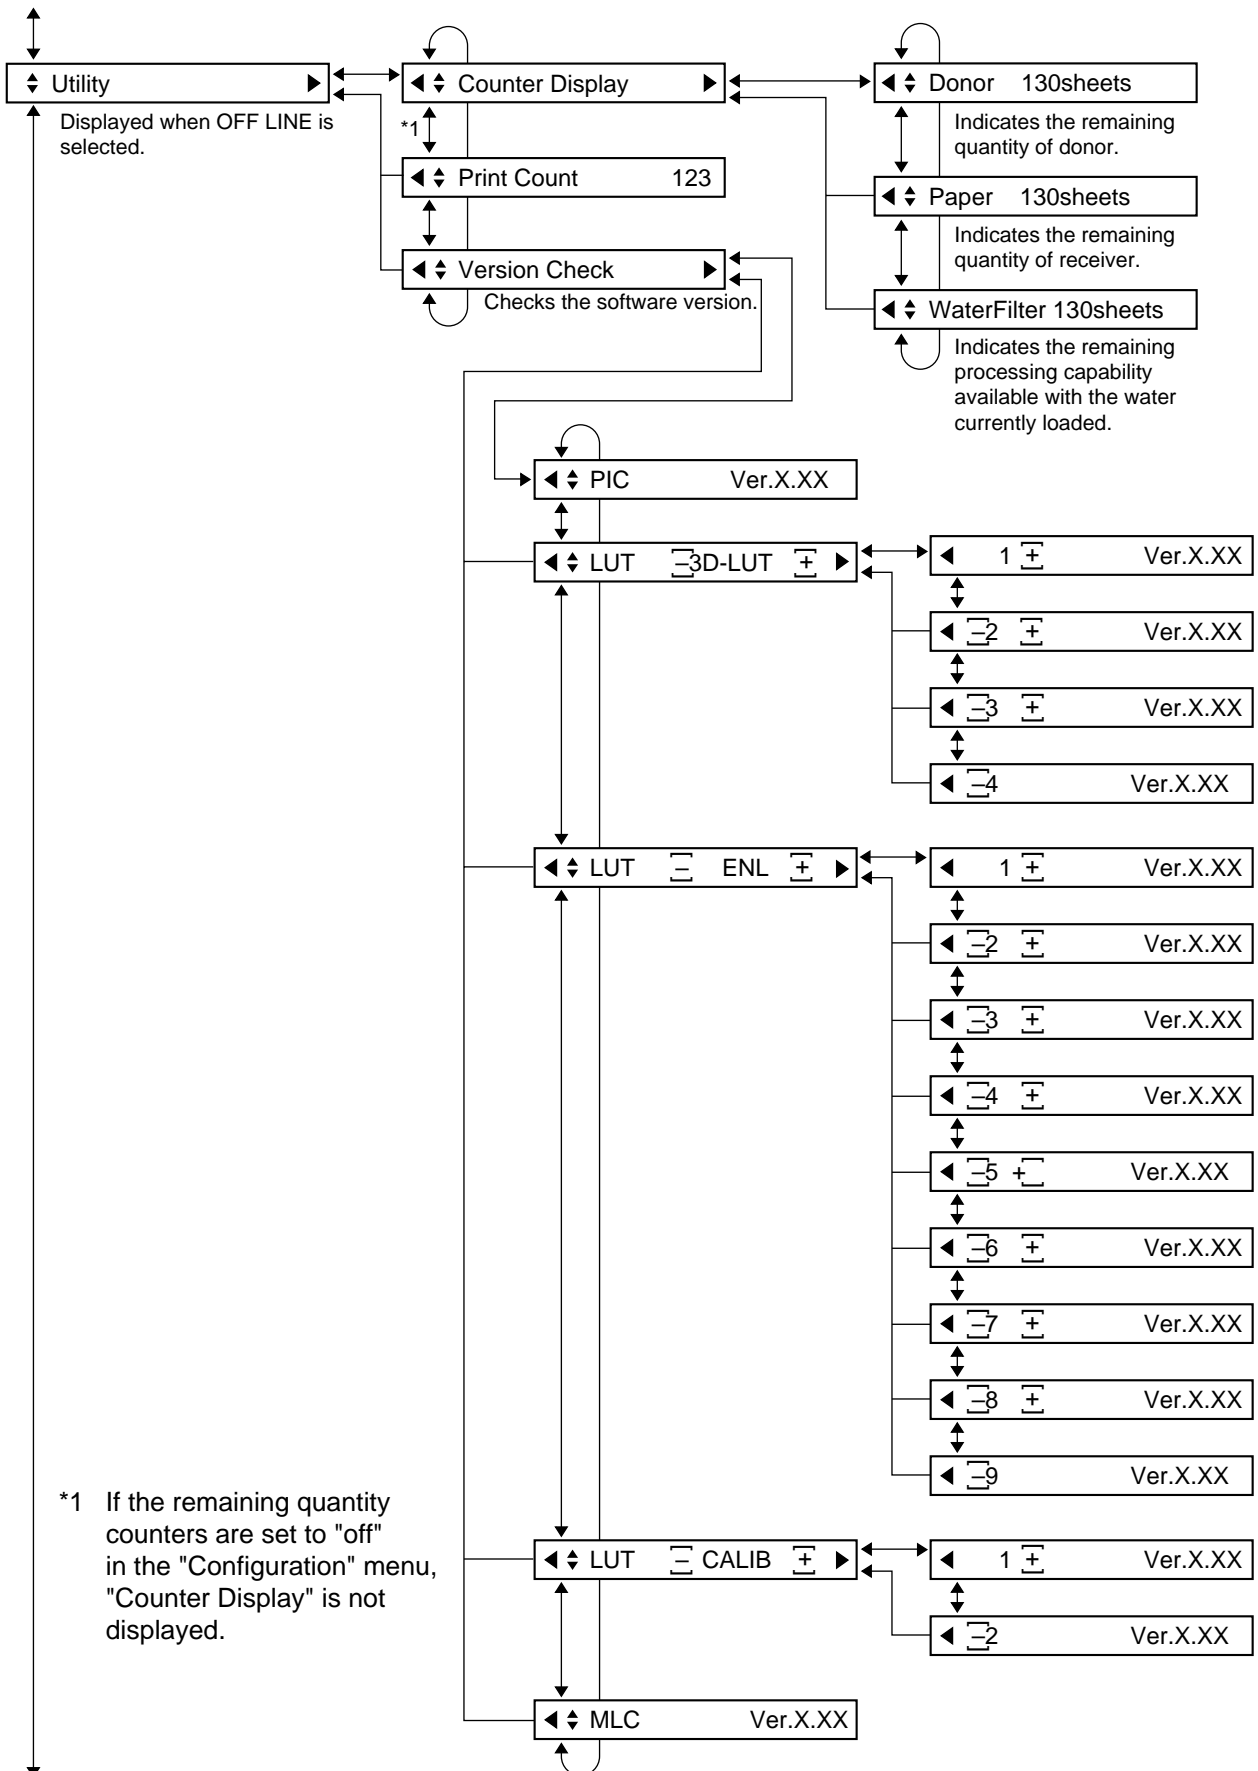 Utility
Displayed when OFF LINE is
selected.
Counter Display
*1
Print Count 123
Version Check
Checks the software version.
Donor 130sheets
Indicates the remaining
quantity of donor.
Paper 130sheets
Indicates the remaining
quantity of receiver.
WaterFilter 130sheets
Indicates the remaining
processing capability
available with the water
currently loaded.
PIC Ver.X.XX
LUT –3D-LUT +
1 + Ver.X.XX
–2 + Ver.X.XX
–3 + Ver.X.XX
–4 Ver.X.XX
LUT – ENL +
1 + Ver.X.XX
–2 + Ver.X.XX
–3 + Ver.X.XX
–4 + Ver.X.XX
–5 + Ver.X.XX
–6 + Ver.X.XX
–7 + Ver.X.XX
–8 + Ver.X.XX
–9 Ver.X.XX
LUT – CALIB +
1 + Ver.X.XX
–2 Ver.X.XX
MLC Ver.X.XX
*1 If the remaining quantity
counters are set to "off"
in the "Configuration" menu,
"Counter Display" is not
displayed.